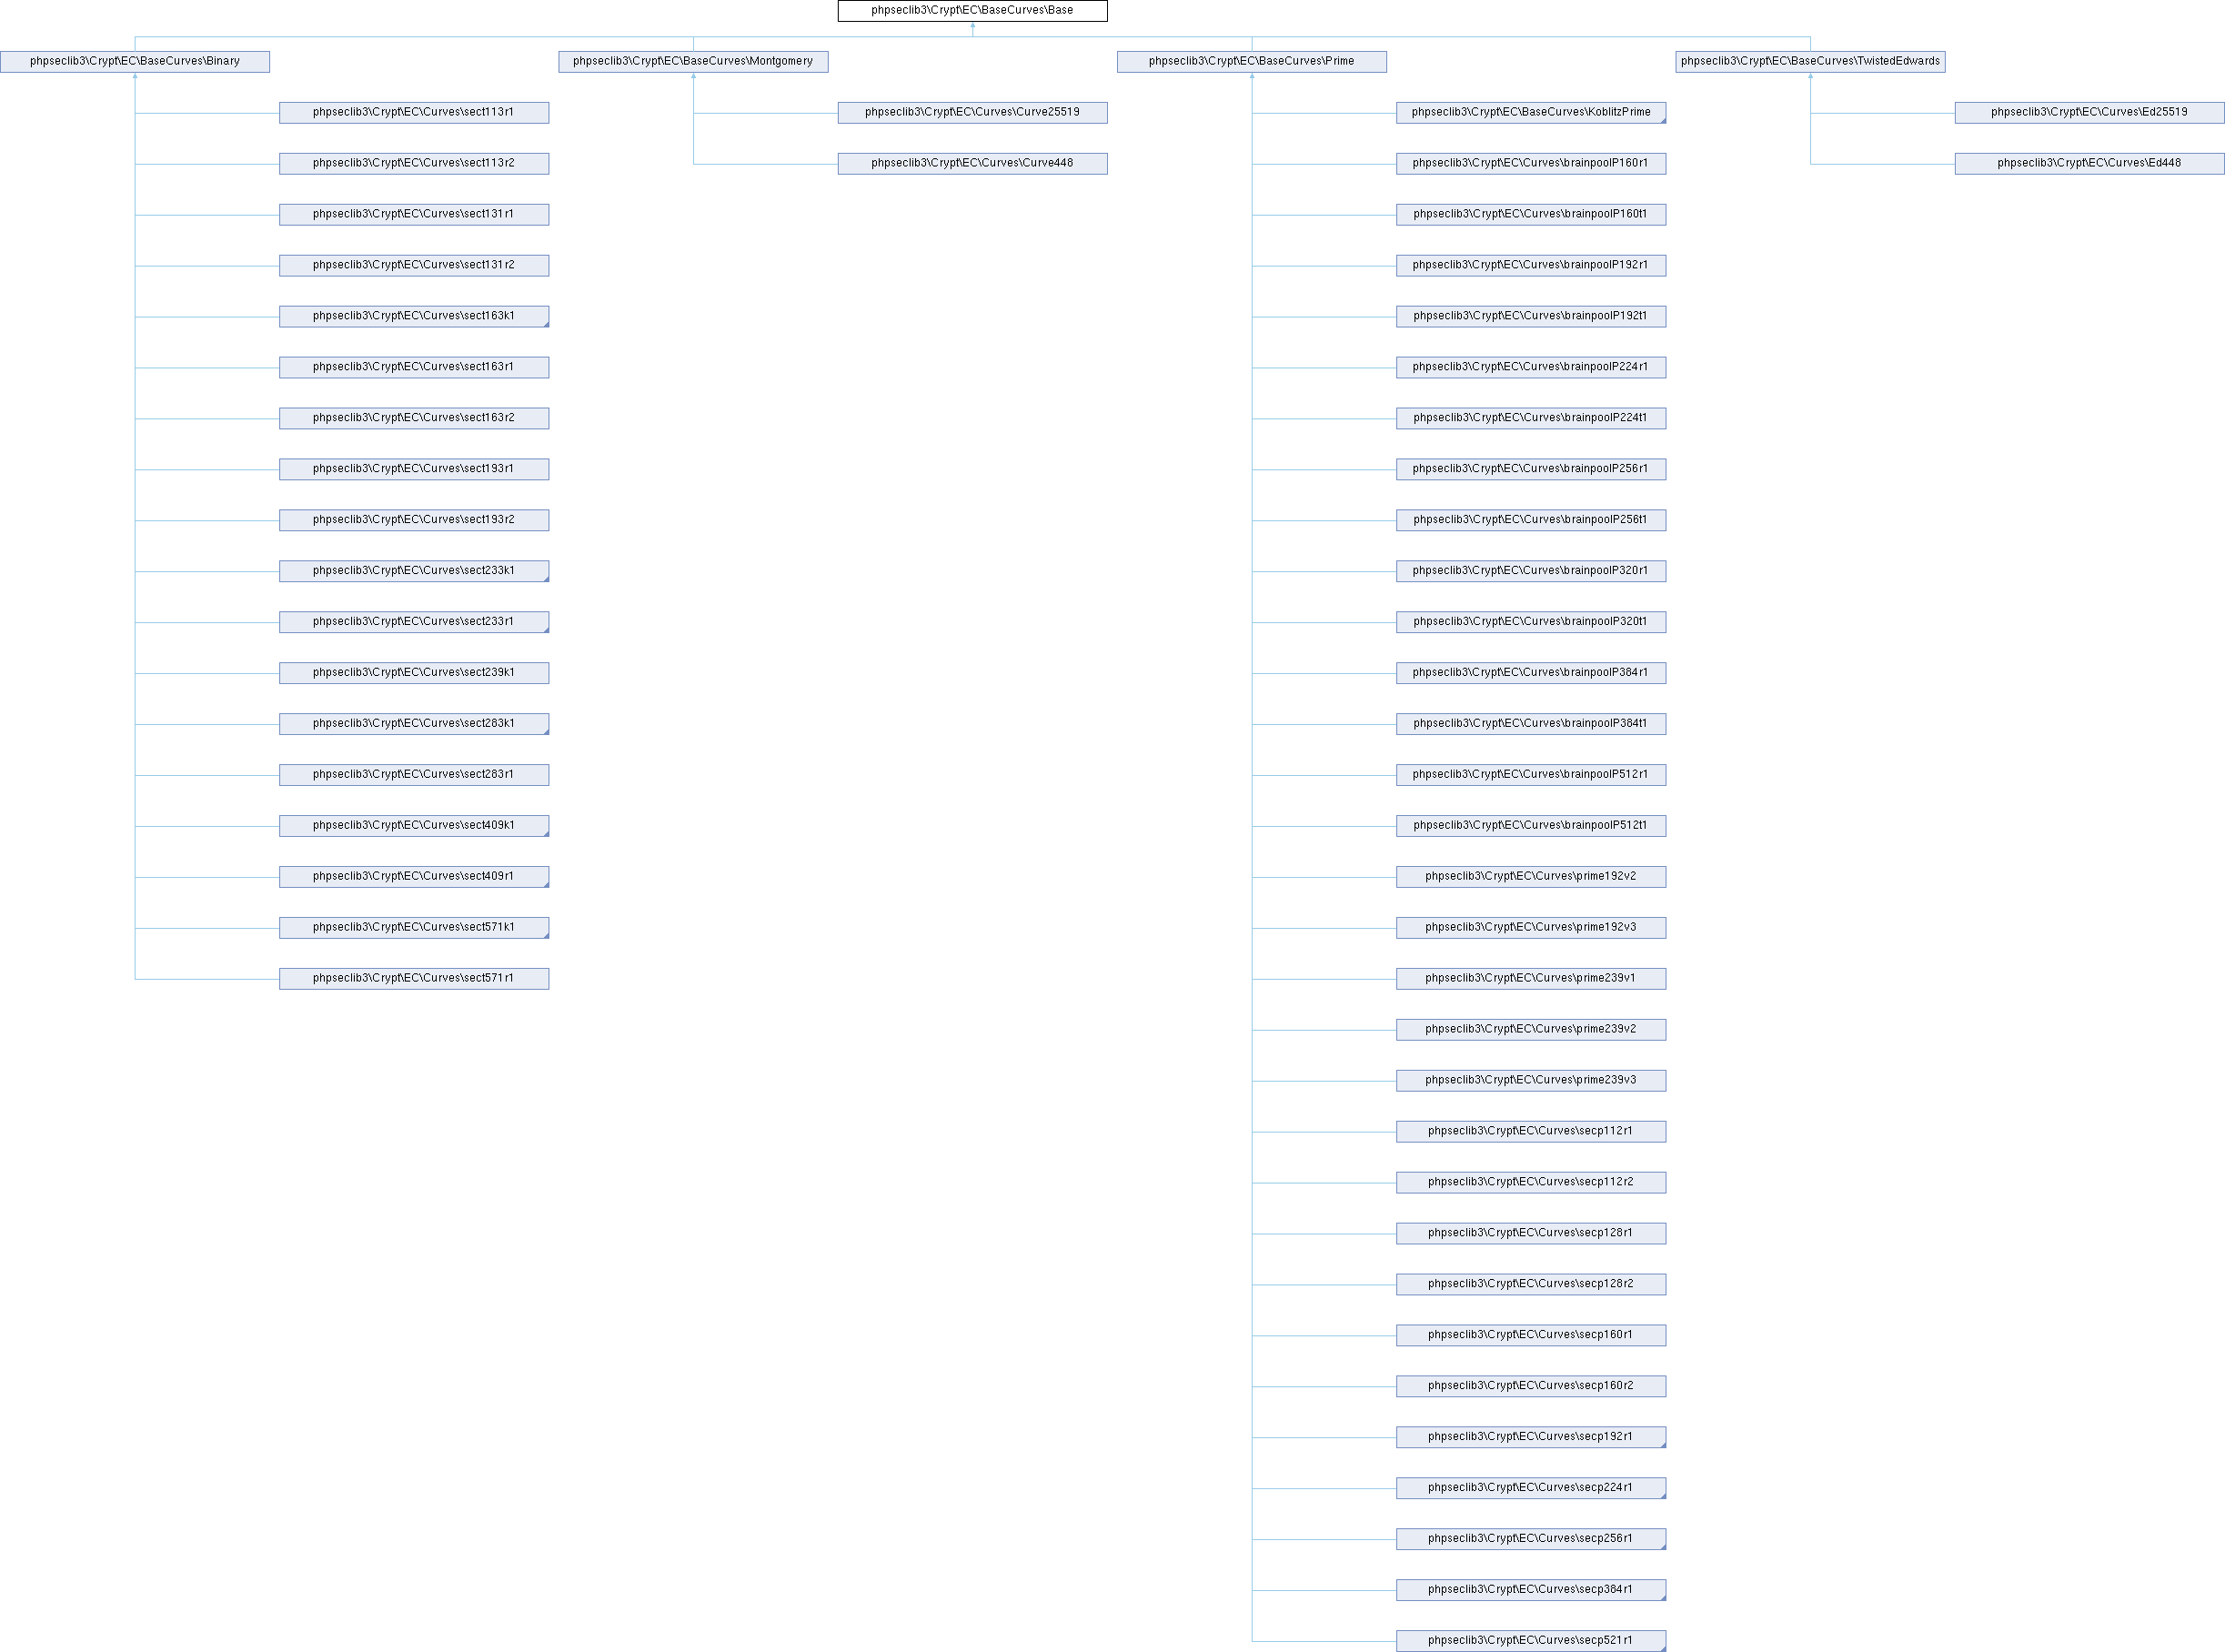 phpseclib3\Crypt\EC\BaseCurves\Base
phpseclib3\Crypt\EC\BaseCurves\Binary
phpseclib3\Crypt\EC\BaseCurves\Montgomery
phpseclib3\Crypt\EC\BaseCurves\Prime
phpseclib3\Crypt\EC\BaseCurves\TwistedEdwards
phpseclib3\Crypt\EC\Curves\sect113r1
phpseclib3\Crypt\EC\Curves\sect113r2
phpseclib3\Crypt\EC\Curves\sect131r1
phpseclib3\Crypt\EC\Curves\sect131r2
phpseclib3\Crypt\EC\Curves\sect163k1
phpseclib3\Crypt\EC\Curves\sect163r1
phpseclib3\Crypt\EC\Curves\sect163r2
phpseclib3\Crypt\EC\Curves\sect193r1
phpseclib3\Crypt\EC\Curves\sect193r2
phpseclib3\Crypt\EC\Curves\sect233k1
phpseclib3\Crypt\EC\Curves\sect233r1
phpseclib3\Crypt\EC\Curves\sect239k1
phpseclib3\Crypt\EC\Curves\sect283k1
phpseclib3\Crypt\EC\Curves\sect283r1
phpseclib3\Crypt\EC\Curves\sect409k1
phpseclib3\Crypt\EC\Curves\sect409r1
phpseclib3\Crypt\EC\Curves\sect571k1
phpseclib3\Crypt\EC\Curves\sect571r1
phpseclib3\Crypt\EC\Curves\Curve25519
phpseclib3\Crypt\EC\Curves\Curve448
phpseclib3\Crypt\EC\BaseCurves\KoblitzPrime
phpseclib3\Crypt\EC\Curves\brainpoolP160r1
phpseclib3\Crypt\EC\Curves\brainpoolP160t1
phpseclib3\Crypt\EC\Curves\brainpoolP192r1
phpseclib3\Crypt\EC\Curves\brainpoolP192t1
phpseclib3\Crypt\EC\Curves\brainpoolP224r1
phpseclib3\Crypt\EC\Curves\brainpoolP224t1
phpseclib3\Crypt\EC\Curves\brainpoolP256r1
phpseclib3\Crypt\EC\Curves\brainpoolP256t1
phpseclib3\Crypt\EC\Curves\brainpoolP320r1
phpseclib3\Crypt\EC\Curves\brainpoolP320t1
phpseclib3\Crypt\EC\Curves\brainpoolP384r1
phpseclib3\Crypt\EC\Curves\brainpoolP384t1
phpseclib3\Crypt\EC\Curves\brainpoolP512r1
phpseclib3\Crypt\EC\Curves\brainpoolP512t1
phpseclib3\Crypt\EC\Curves\prime192v2
phpseclib3\Crypt\EC\Curves\prime192v3
phpseclib3\Crypt\EC\Curves\prime239v1
phpseclib3\Crypt\EC\Curves\prime239v2
phpseclib3\Crypt\EC\Curves\prime239v3
phpseclib3\Crypt\EC\Curves\secp112r1
phpseclib3\Crypt\EC\Curves\secp112r2
phpseclib3\Crypt\EC\Curves\secp128r1
phpseclib3\Crypt\EC\Curves\secp128r2
phpseclib3\Crypt\EC\Curves\secp160r1
phpseclib3\Crypt\EC\Curves\secp160r2
phpseclib3\Crypt\EC\Curves\secp192r1
phpseclib3\Crypt\EC\Curves\secp224r1
phpseclib3\Crypt\EC\Curves\secp256r1
phpseclib3\Crypt\EC\Curves\secp384r1
phpseclib3\Crypt\EC\Curves\secp521r1
phpseclib3\Crypt\EC\Curves\Ed25519
phpseclib3\Crypt\EC\Curves\Ed448